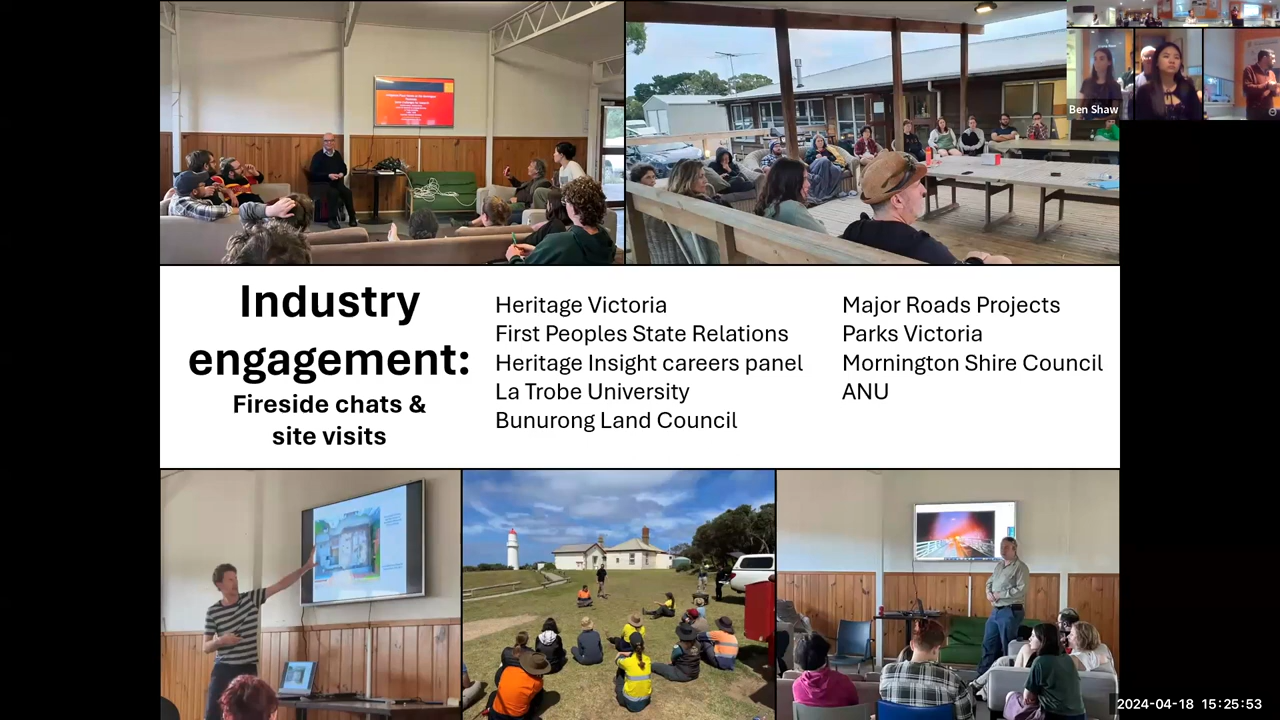 Ben Shaw
Industry
engagement:
Fireside chats &
site visits
Heritage Victoria
First Peoples State Relations
Heritage Insight careers panel
La Trobe University
Bunurong Land Council
Major Roads Projects
Parks Victoria
Mornington Shire Council
ANU
2024-04-18 15:25:53